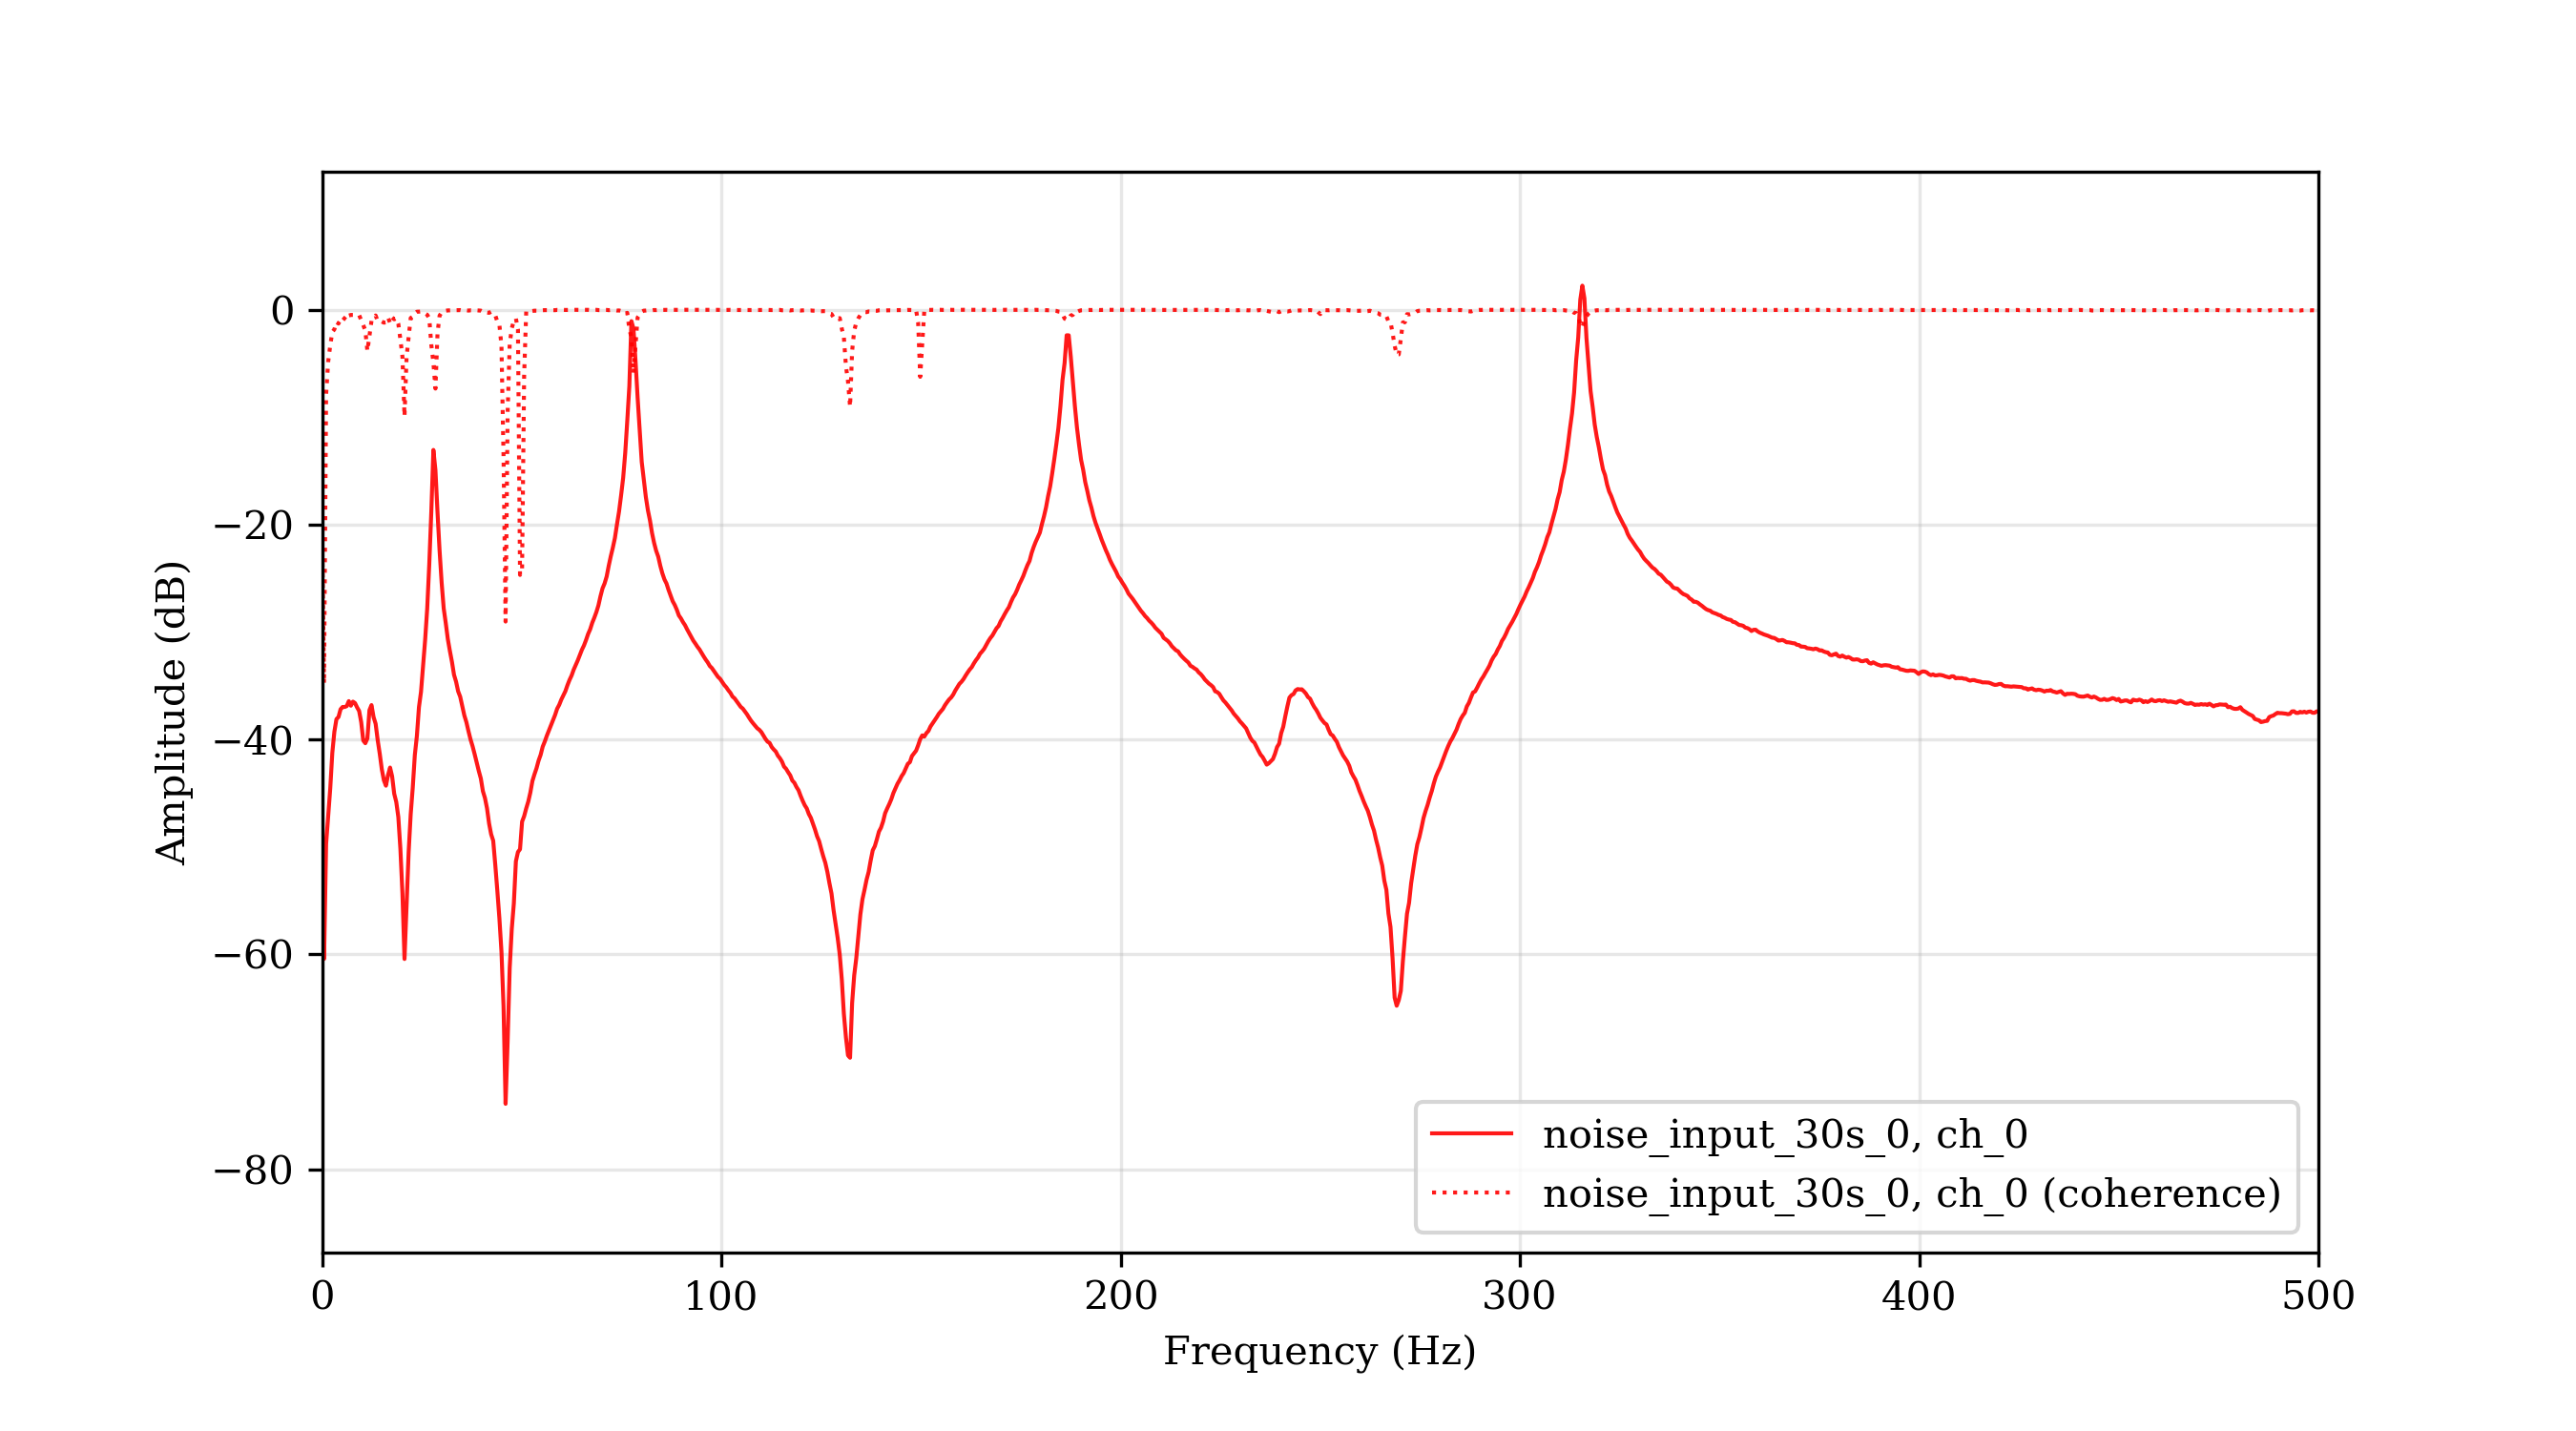 0
−20
−40
−60
−80
Amplitude (dB)
noise_input_30s_0, ch_0
noise_input_30s_0, ch_0 (coherence)
0 100 200 300 400 500
Frequency (Hz)